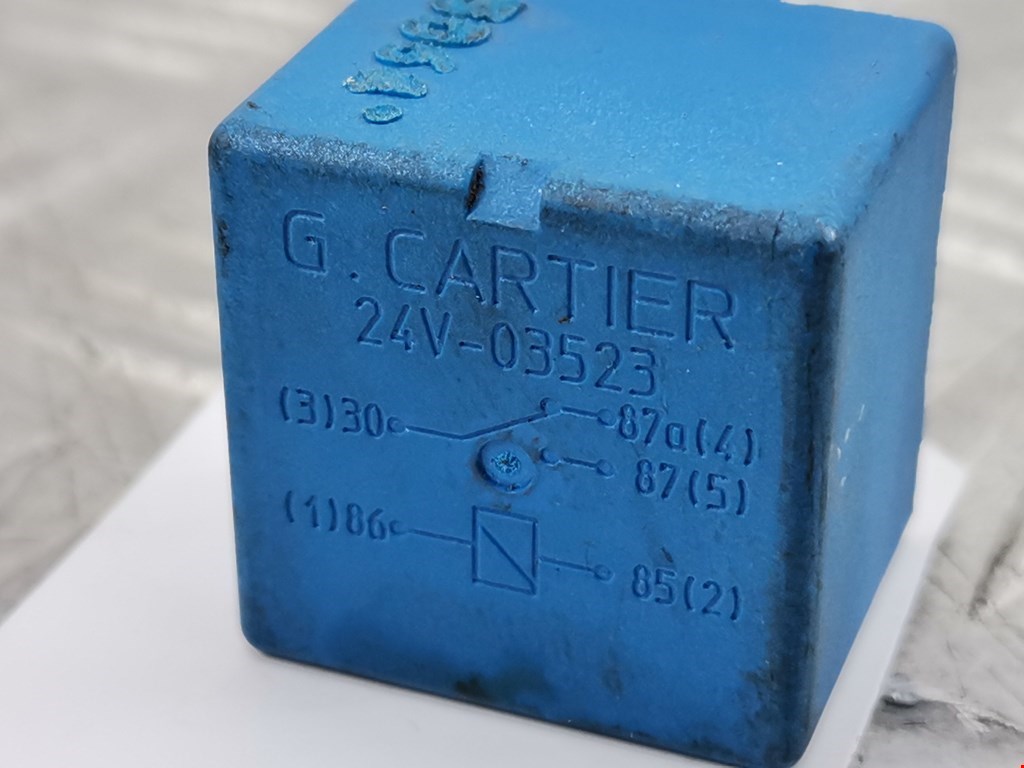 G. CARTIER
24V-03523
(3)30 87a(4)
87(5)
(1)86
85(2)